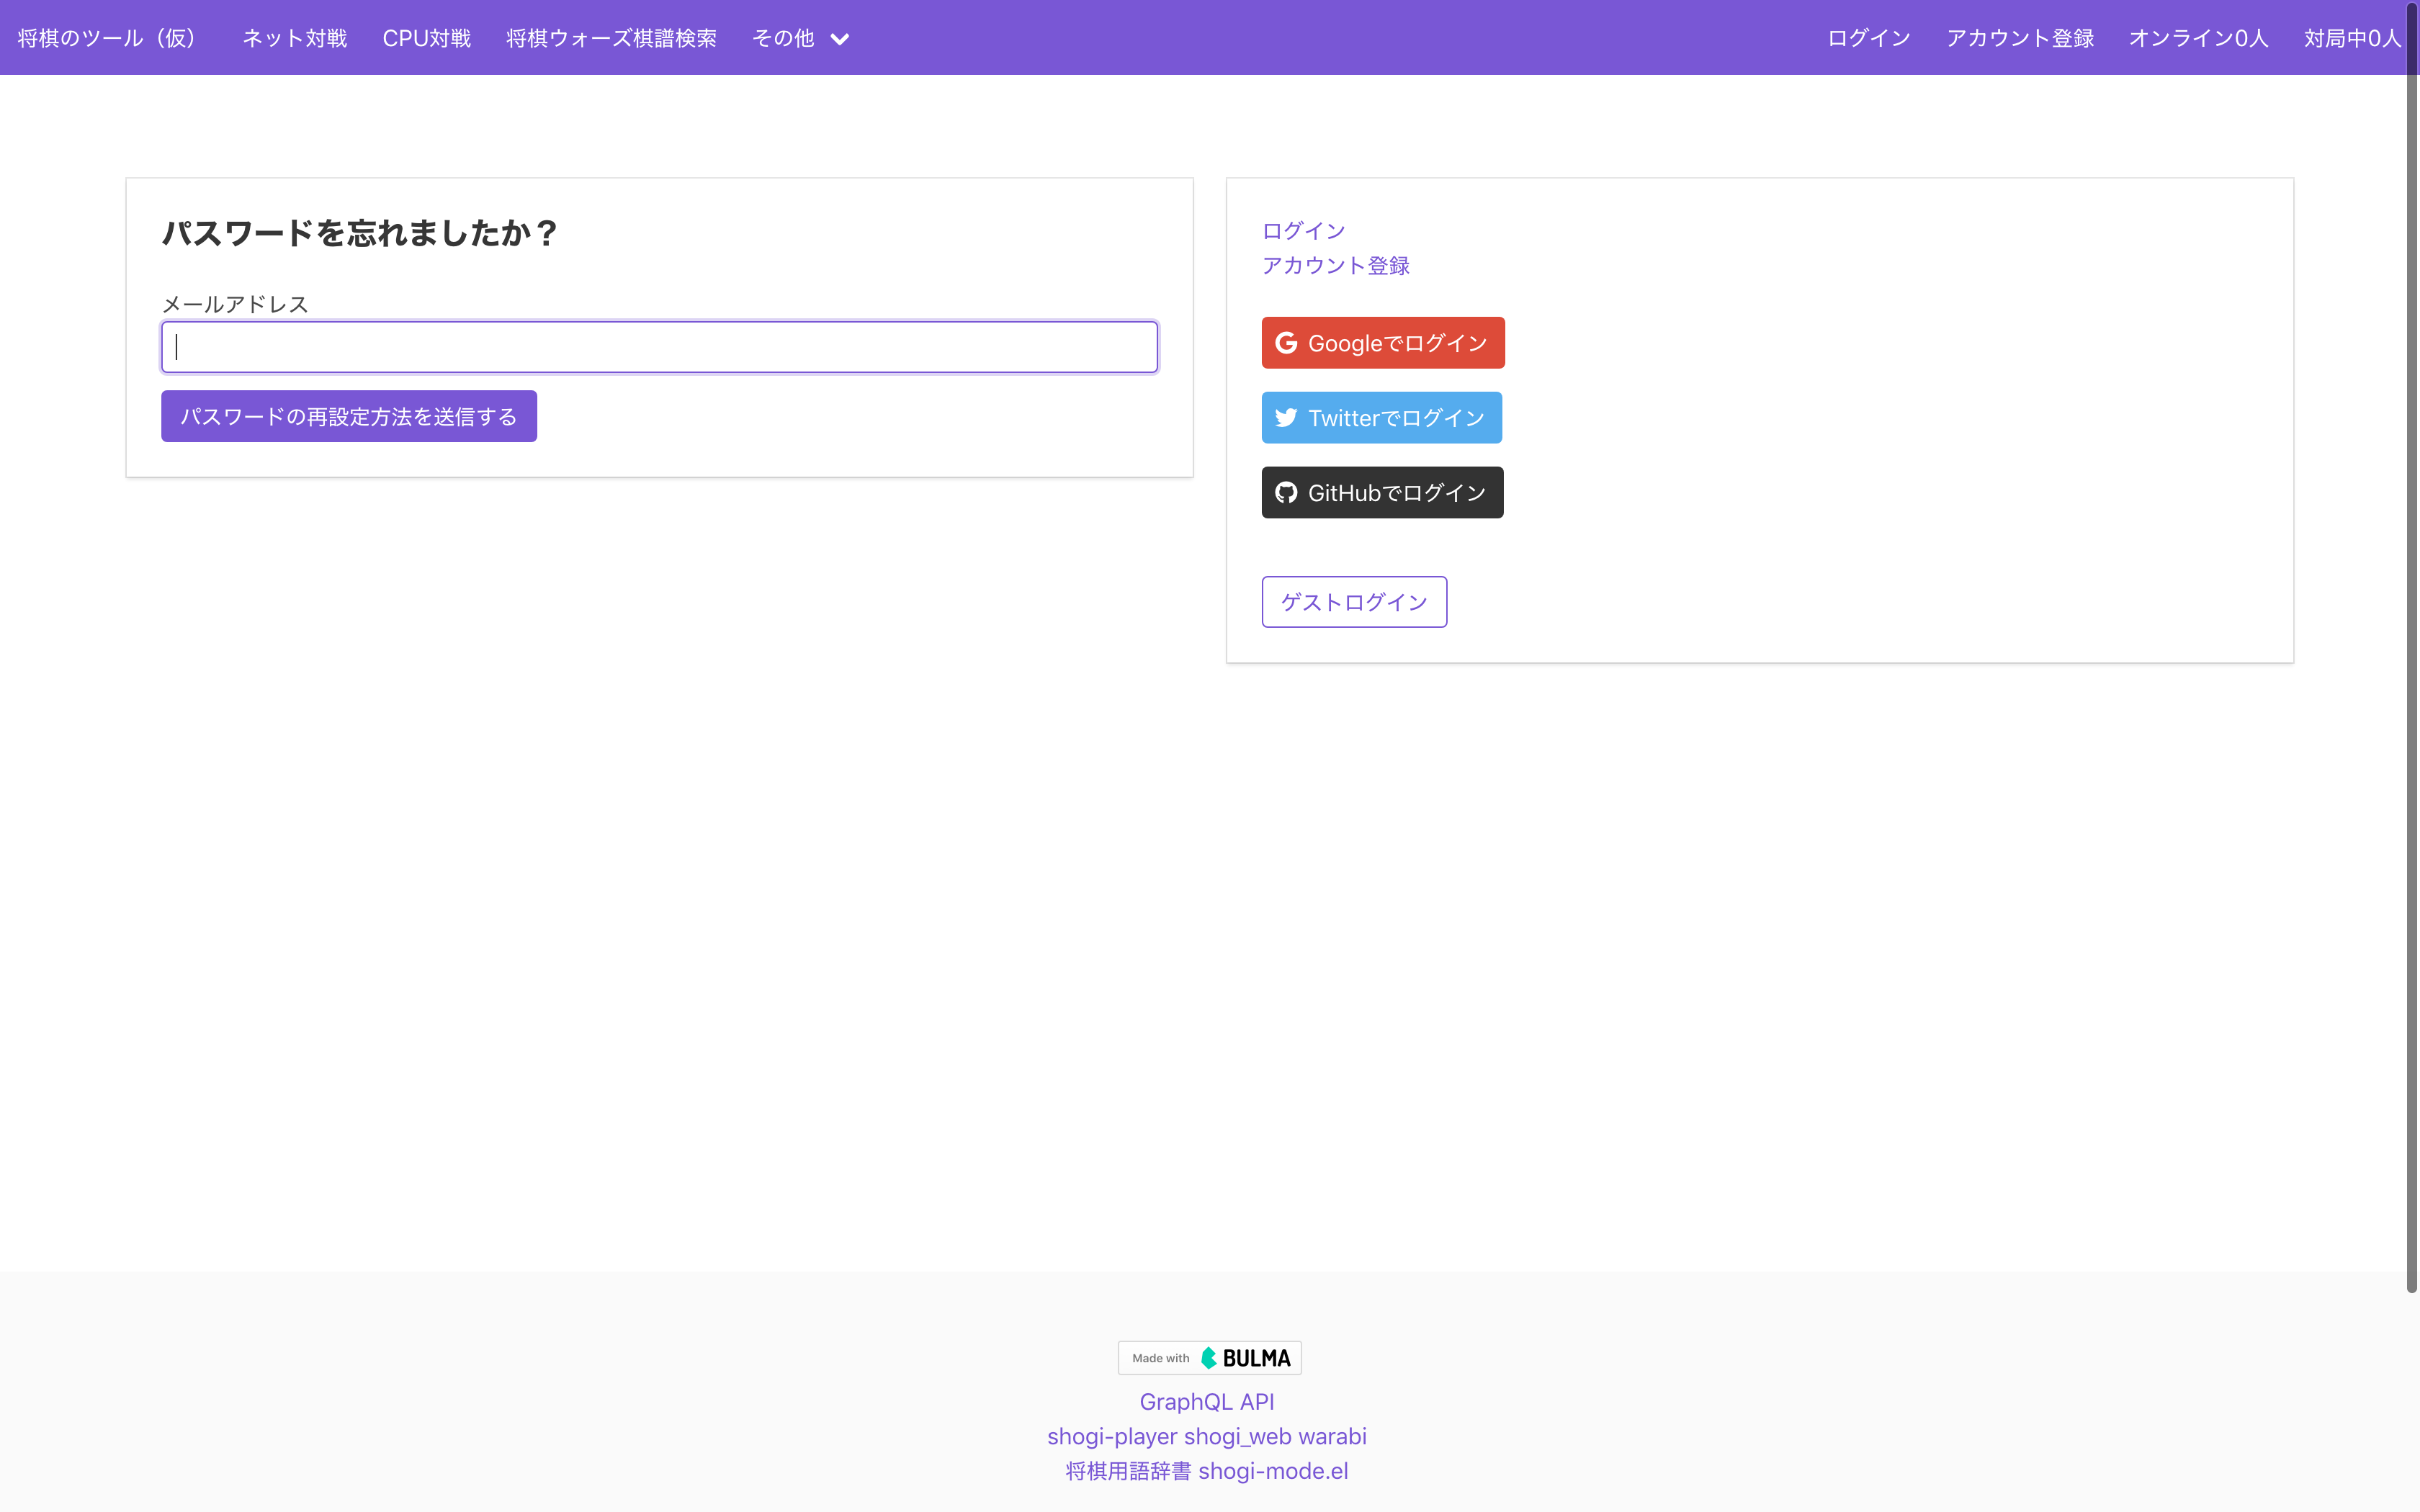 将棋のツール（仮） ネット対戦 CPU対戦 将棋ウォーズ棋譜検索 その他 ログイン アカウント登録 オンライン0人 対局中0人
パスワードを忘れましたか？
メールアドレス
パスワードの再設定方法を送信する
ログイン
アカウント登録
Googleでログイン
Twitterでログイン
GitHubでログイン
ゲストログイン
Made with BULMA
GraphQL API
shogi-player shogi_web warabi
将棋用語辞書 shogi-mode.el